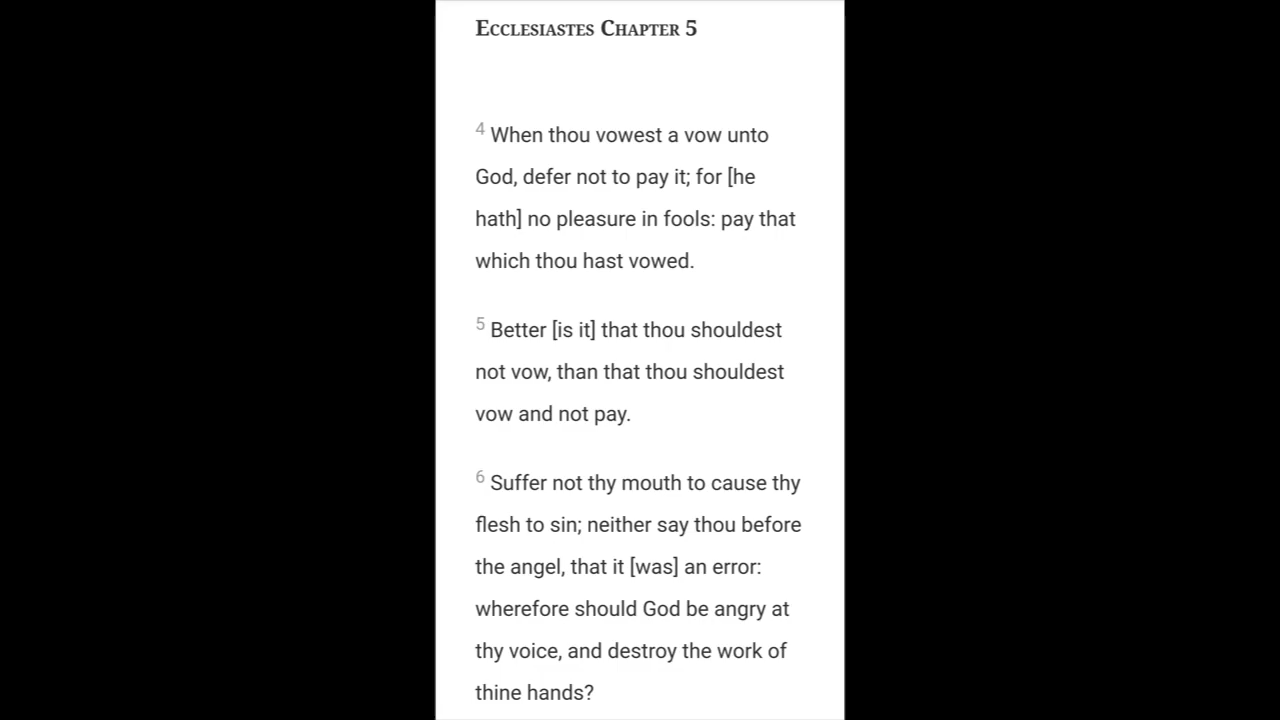 Ecclesiastes Chapter 5
4 When thou vowest a vow unto
God, defer not to pay it; for [he
hath] no pleasure in fools: pay that
which thou hast vowed.
5 Better [is it] that thou shouldest
not vow, than that thou shouldest
vow and not pay.
6 Suffer not thy mouth to cause thy
flesh to sin; neither say thou before
the angel, that it [was] an error:
wherefore should God be angry at
thy voice, and destroy the work of
thine hands?